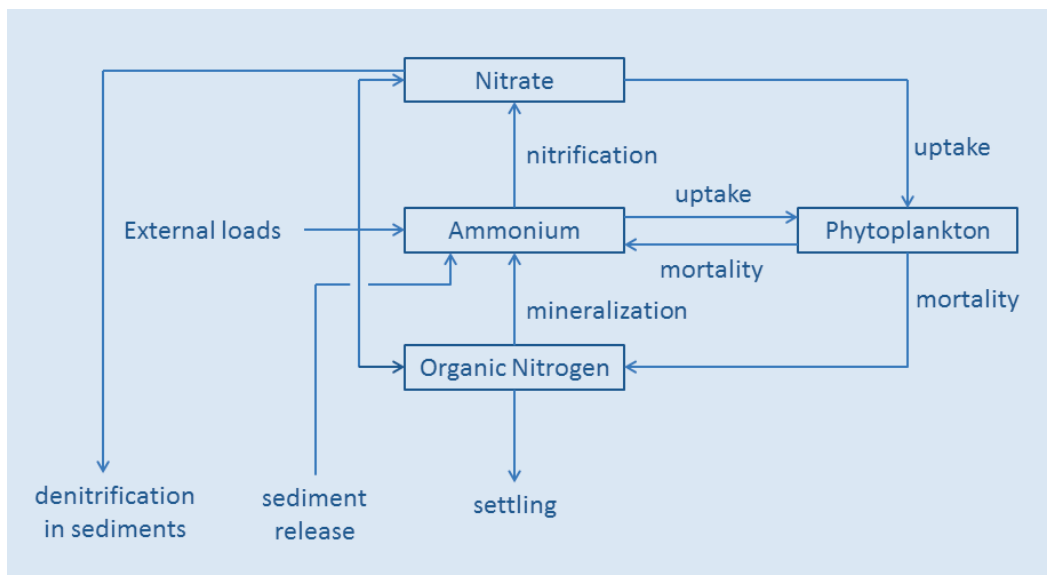 Nitrate
nitrification
uptake
uptake
External loads
Ammonium
Phytoplankton
mortality
mineralization
mortality
Organic Nitrogen
denitrification
in sediments
sediment
release
settling